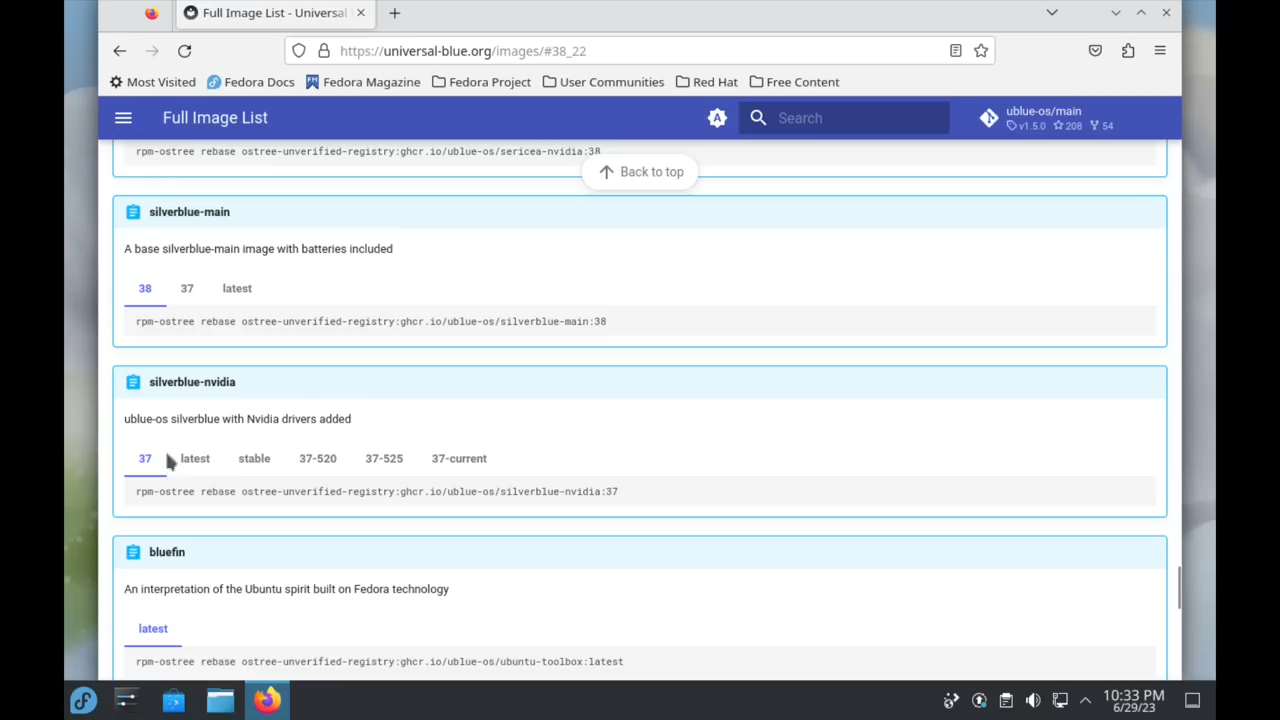 Full Image List - Universal
https://universal-blue.org/images/#38_22
Most Visited Fedora Docs Fedora Magazine Fedora Project User Communities Red Hat Free Content
Full Image List
Search
ublue-os/main
v1.5.0 208 54
rpm-ostree rebase ostree-unverified-registry:ghcr.io/ublue-os/sericea-nvidia:38
Back to top
silverblue-main
A base silverblue-main image with batteries included
38 37 latest
rpm-ostree rebase ostree-unverified-registry:ghcr.io/ublue-os/silverblue-main:38
silverblue-nvidia
ublue-os silverblue with Nvidia drivers added
37 latest stable 37-520 37-525 37-current
rpm-ostree rebase ostree-unverified-registry:ghcr.io/ublue-os/silverblue-nvidia:37
bluefin
An interpretation of the Ubuntu spirit built on Fedora technology
latest
rpm-ostree rebase ostree-unverified-registry:ghcr.io/ublue-os/ubuntu-toolbox:latest
10:33 PM
6/29/23